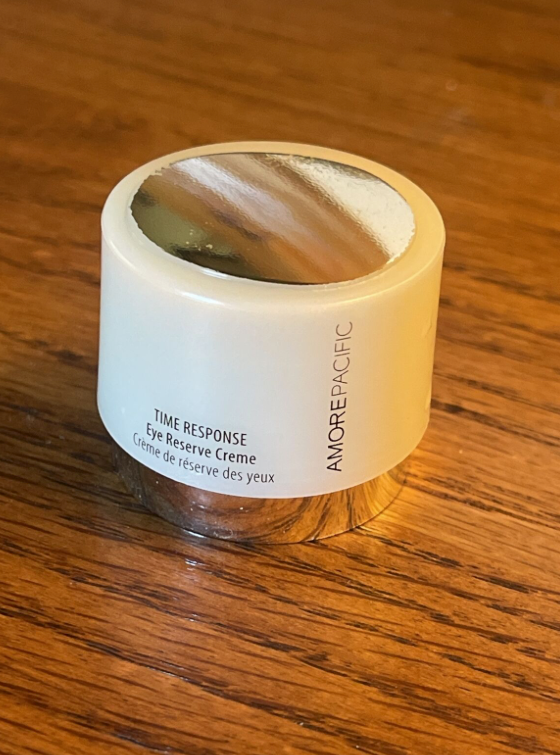 TIME RESPONSE
Eye Reserve Creme
Crème de réserve des yeux
AMOREPACIFIC